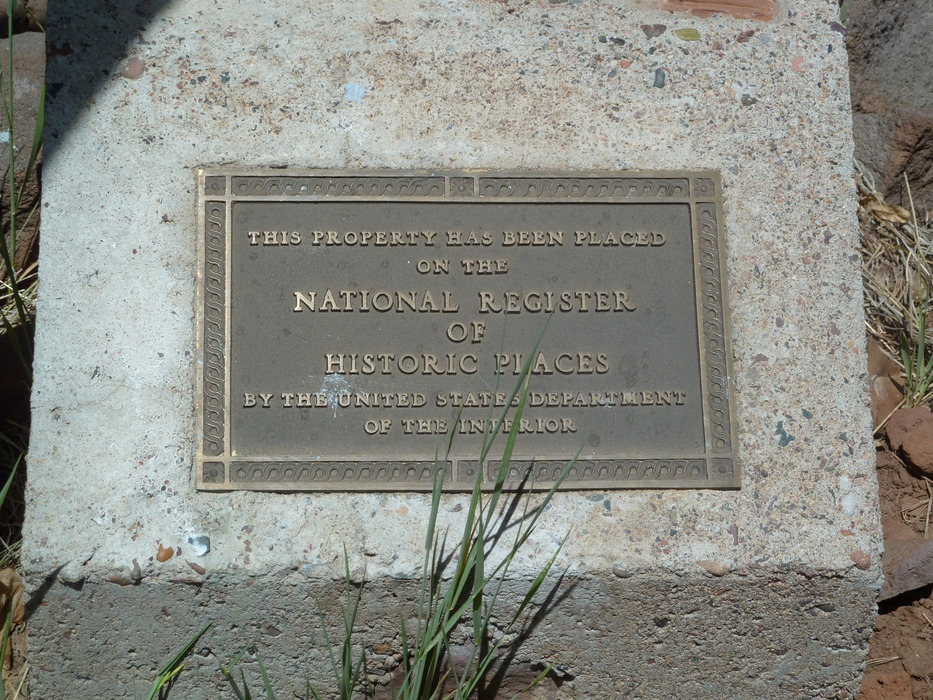 THIS PROPERTY HAS BEEN PLACED
ON THE
NATIONAL REGISTER
OF
HISTORIC PLACES
BY THE UNITED STATES DEPARTMENT
OF THE INTERIOR